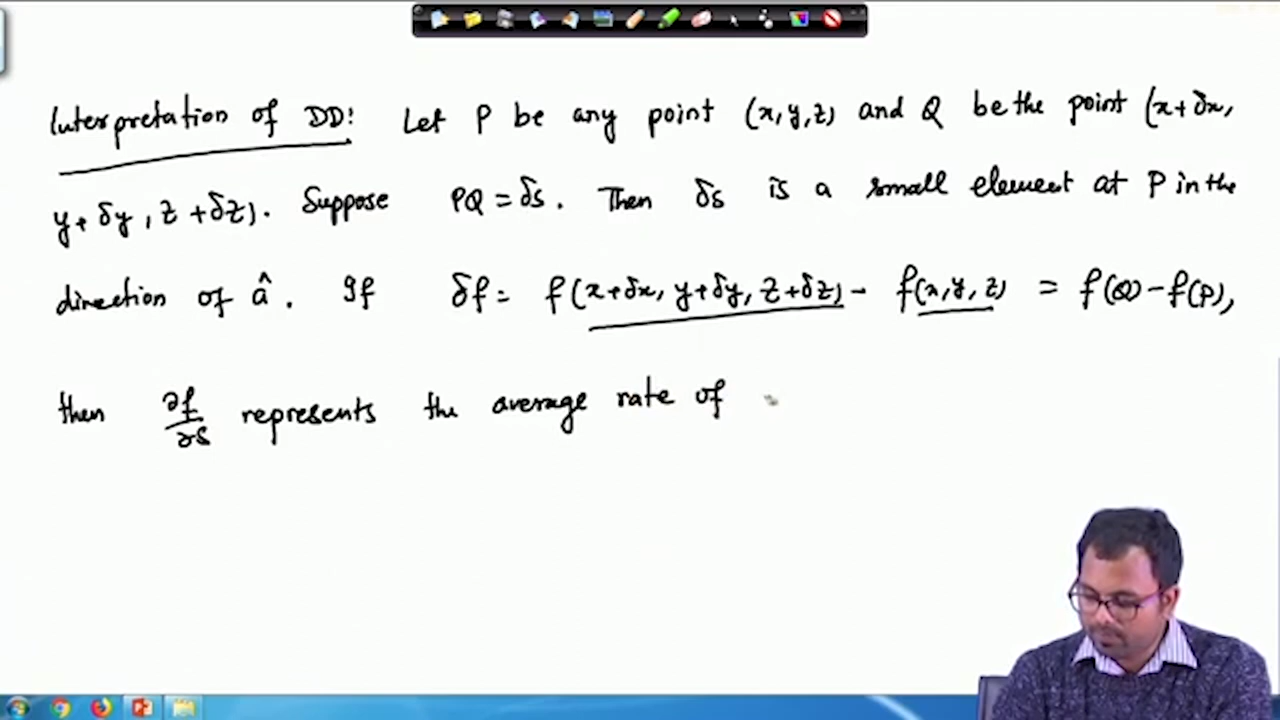 Interpretation of DD: Let P be any point (x, y, z) and Q be the point (x+δx,
y+δy, z+δz). Suppose PQ = δs. Then δs is a small element at P in the
direction of â. If δf = f(x+δx, y+δy, z+δz) - f(x, y, z) = f(Q)-f(P),
then ∂f/∂s represents the average rate of